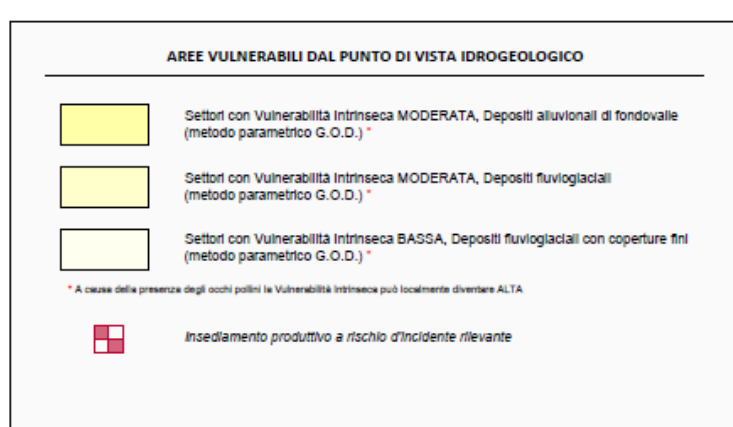 AREE VULNERABILI DAL PUNTO DI VISTA IDROGEOLOGICO
Settori con Vulnerabilità Intrinseca MODERATA, Depositi alluvionali di fondovalle
(metodo parametrico G.O.D.) *
Settori con Vulnerabilità Intrinseca MODERATA, Depositi fluvioglaciali
(metodo parametrico G.O.D.) *
Settori con Vulnerabilità Intrinseca BASSA, Depositi fluvioglaciali con coperture fini
(metodo parametrico G.O.D.) *
* A causa della presenza degli occhi pollini la Vulnerabilità Intrinseca può localmente diventare ALTA
Insediamento produttivo a rischio d'incidente rilevante